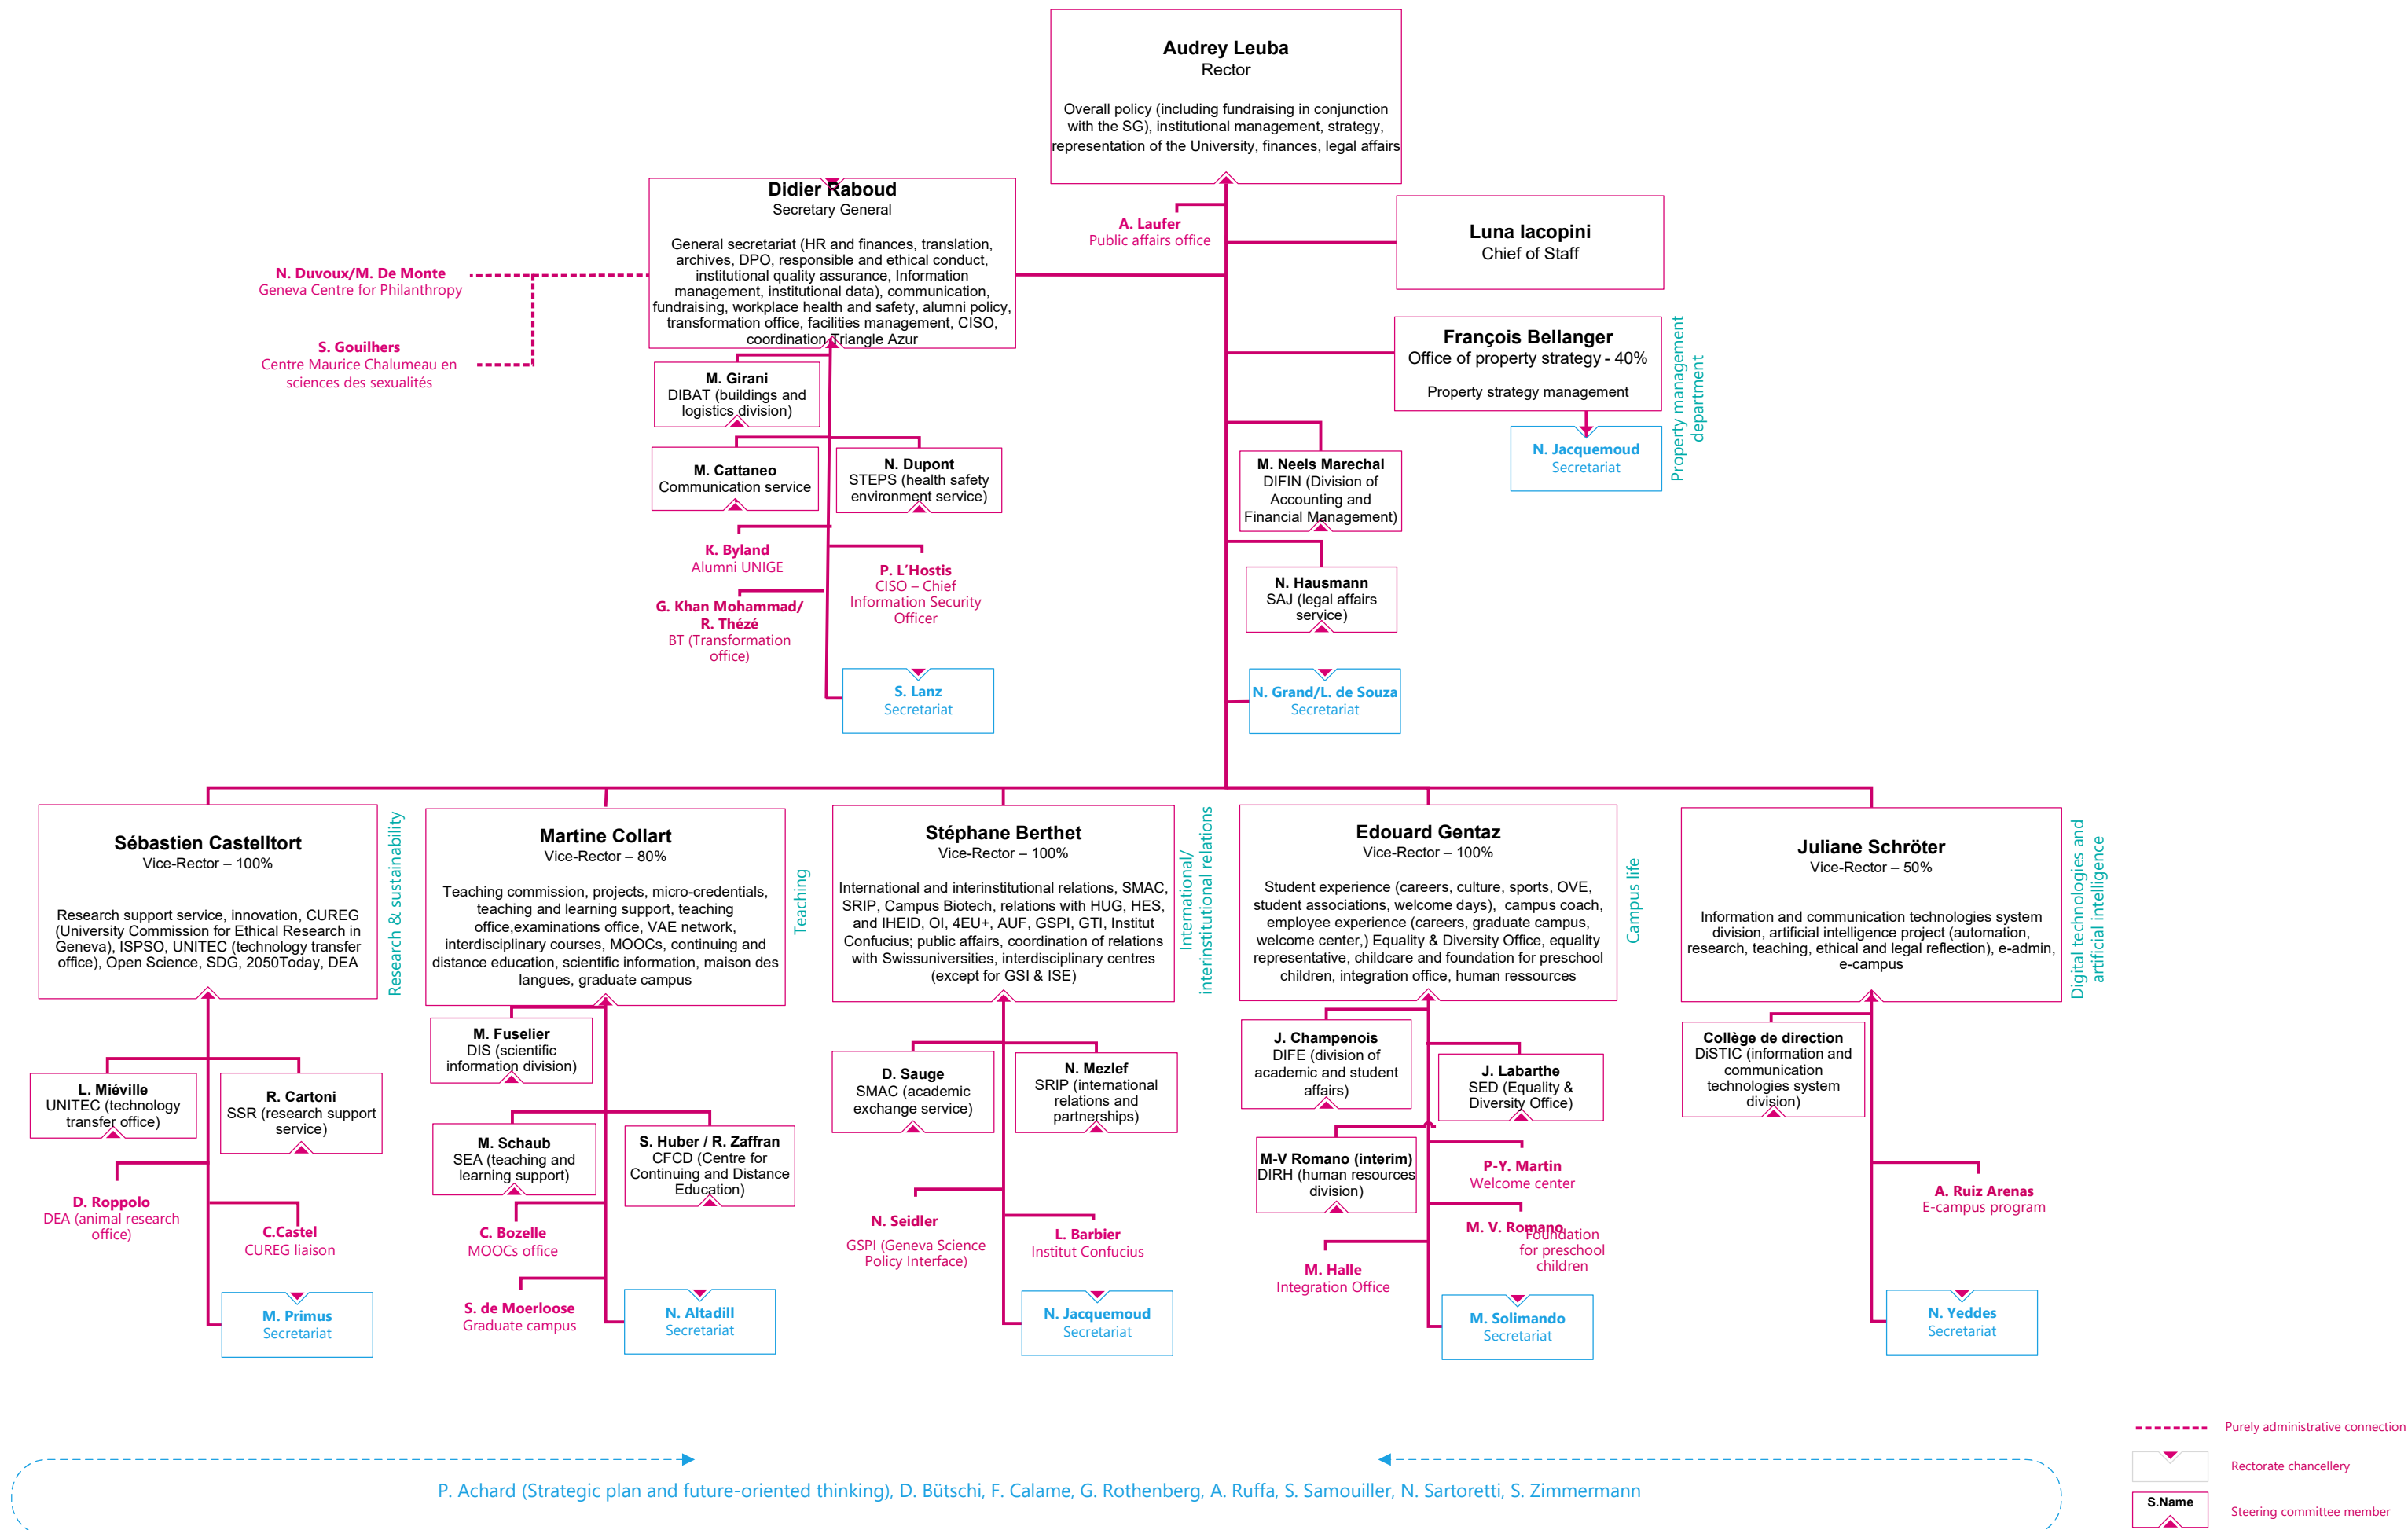 Audrey Leuba
Rector
Overall policy (including fundraising in conjunction
with the SG), institutional management, strategy,
representation of the University, finances, legal affairs
Didier Raboud
Secretary General
General secretariat (HR and finances, translation,
archives, DPO, responsible and ethical conduct,
institutional quality assurance, Information
management, institutional data), communication,
fundraising, workplace health and safety, alumni policy,
transformation office, facilities management, CISO,
coordination Triangle Azur
A. Laufer
Public affairs office
Luna Iacopini
Chief of Staff
N. Duvoux/M. De Monte
Geneva Centre for Philanthropy
S. Gouilhers
Centre Maurice Chalumeau en
sciences des sexualités
François Bellanger
Office of property strategy - 40%
Property strategy management
Property management
department
N. Jacquemoud
Secretariat
M. Girani
DIBAT (buildings and
logistics division)
M. Cattaneo
Communication service
N. Dupont
STEPS (health safety
environment service)
K. Byland
Alumni UNIGE
P. L’Hostis
CISO – Chief
Information Security
Officer
G. Khan Mohammad/
R. Thézé
BT (Transformation
office)
S. Lanz
Secretariat
M. Neels Marechal
DIFIN (Division of
Accounting and
Financial Management)
N. Hausmann
SAJ (legal affairs
service)
N. Grand/L. de Souza
Secretariat
Sébastien Castelltort
Vice-Rector – 100%
Research support service, innovation, CUREG
(University Commission for Ethical Research in
Geneva), ISPSO, UNITEC (technology transfer
office), Open Science, SDG, 2050Today, DEA
Research & sustainability
L. Miéville
UNITEC (technology
transfer office)
R. Cartoni
SSR (research support
service)
D. Roppolo
DEA (animal research
office)
C.Castel
CUREG liaison
M. Primus
Secretariat
Martine Collart
Vice-Rector – 80%
Teaching commission, projects, micro-credentials,
teaching and learning support, teaching
office,examinations office, VAE network,
interdisciplinary courses, MOOCs, continuing and
distance education, scientific information, maison des
langues, graduate campus
Teaching
M. Fuselier
DIS (scientific
information division)
M. Schaub
SEA (teaching and
learning support)
S. Huber / R. Zaffran
CFCD (Centre for
Continuing and Distance
Education)
C. Bozelle
MOOCs office
S. de Moerloose
Graduate campus
N. Altadill
Secretariat
Stéphane Berthet
Vice-Rector – 100%
International and interinstitutional relations, SMAC,
SRIP, Campus Biotech, relations with HUG, HES,
and IHEID, OI, 4EU+, AUF, GSPI, GTI, Institut
Confucius; public affairs, coordination of relations
with Swissuniversities, interdisciplinary centres
(except for GSI & ISE)
International/
interinstitutional relations
D. Sauge
SMAC (academic
exchange service)
N. Mezlef
SRIP (international
relations and
partnerships)
N. Seidler
GSPI (Geneva Science
Policy Interface)
L. Barbier
Institut Confucius
N. Jacquemoud
Secretariat
Edouard Gentaz
Vice-Rector – 100%
Student experience (careers, culture, sports, OVE,
student associations, welcome days), campus coach,
employee experience (careers, graduate campus,
welcome center,) Equality & Diversity Office, equality
representative, childcare and foundation for preschool
children, integration office, human ressources
Campus life
J. Champenois
DIFE (division of
academic and student
affairs)
J. Labarthe
SED (Equality &
Diversity Office)
M-V Romano (interim)
DIRH (human resources
division)
P-Y. Martin
Welcome center
M. V. Romano
Foundation
for preschool
children
M. Halle
Integration Office
M. Solimando
Secretariat
Juliane Schröter
Vice-Rector – 50%
Information and communication technologies system
division, artificial intelligence project (automation,
research, teaching, ethical and legal reflection), e-admin,
e-campus
Digital technologies and
artificial intelligence
Collège de direction
DiSTIC (information and
communication
technologies system
division)
A. Ruiz Arenas
E-campus program
N. Yeddes
Secretariat
P. Achard (Strategic plan and future-oriented thinking), D. Bütschi, F. Calame, G. Rothenberg, A. Ruffa, S. Samouiller, N. Sartoretti, S. Zimmermann
Purely administrative connection
Rectorate chancellery
S.Name
Steering committee member